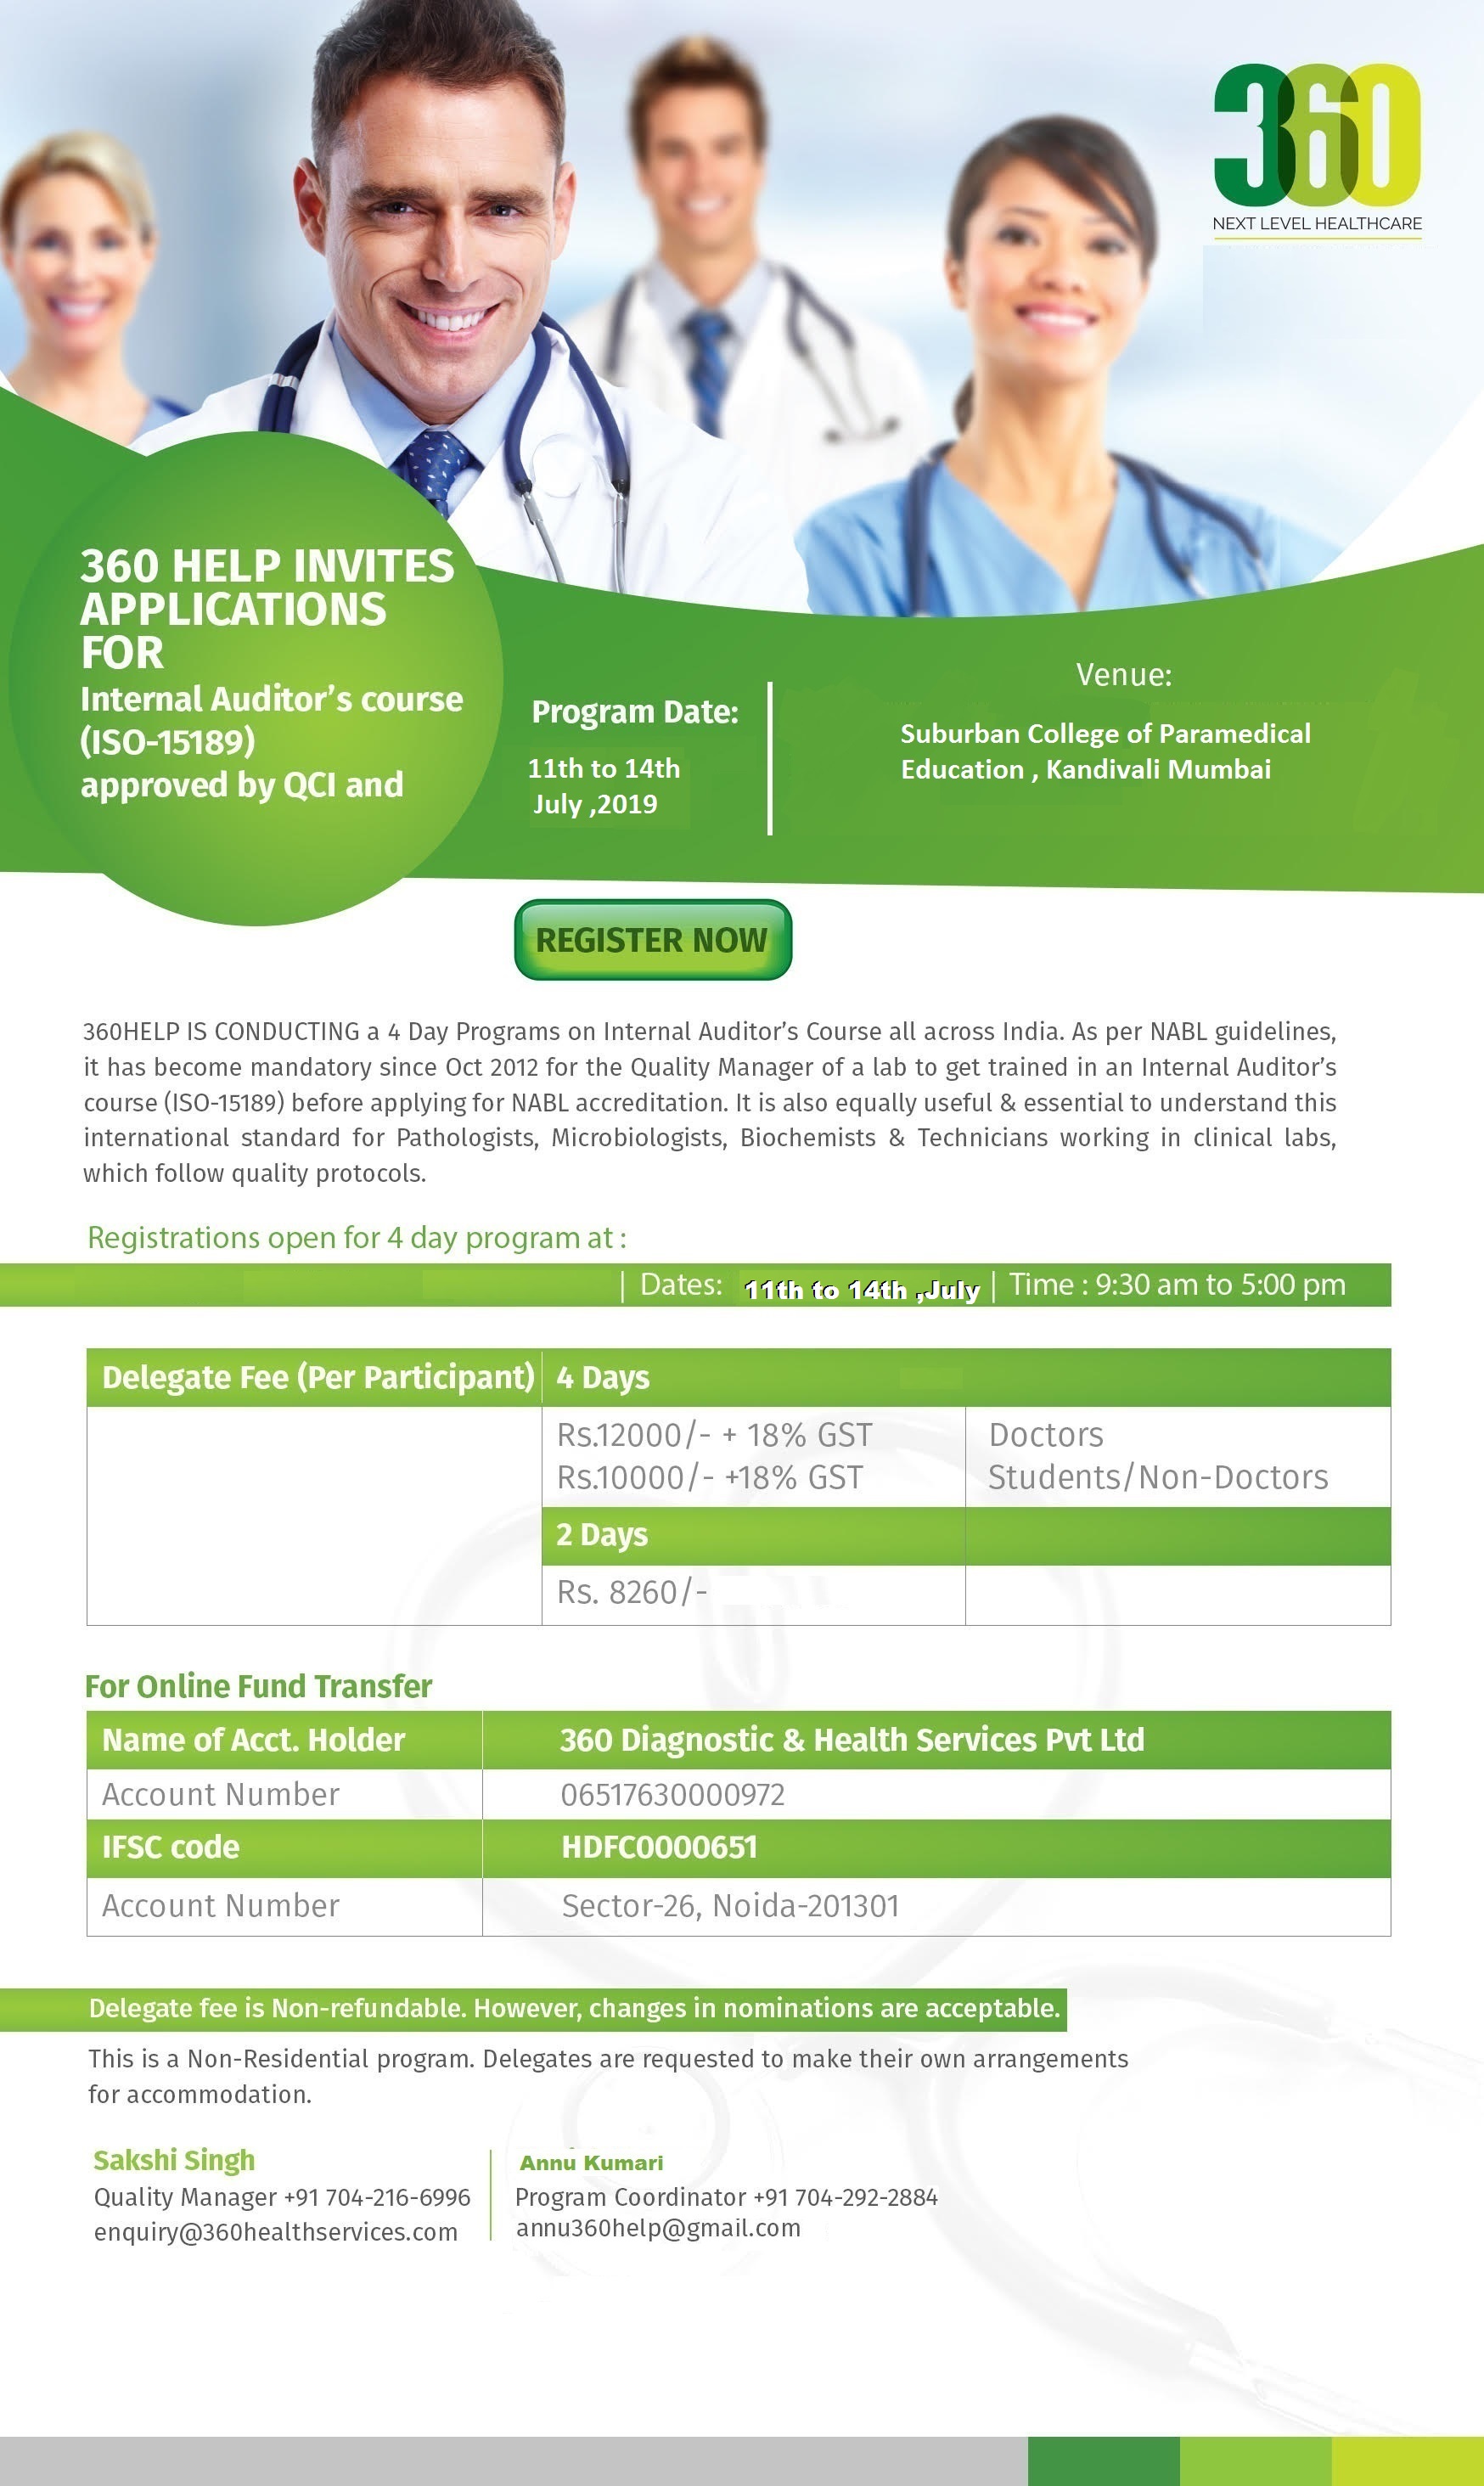 360
NEXT LEVEL HEALTHCARE
360 HELP INVITES
APPLICATIONS
FOR
Internal Auditor’s course
(ISO-15189)
approved by QCI and
Program Date:
11th to 14th
July ,2019
Venue:
Suburban College of Paramedical
Education , Kandivali Mumbai
REGISTER NOW
360HELP IS CONDUCTING a 4 Day Programs on Internal Auditor’s Course all across India. As per NABL guidelines,
it has become mandatory since Oct 2012 for the Quality Manager of a lab to get trained in an Internal Auditor’s
course (ISO-15189) before applying for NABL accreditation. It is also equally useful & essential to understand this
international standard for Pathologists, Microbiologists, Biochemists & Technicians working in clinical labs,
which follow quality protocols.
Registrations open for 4 day program at :
| Dates: 11th to 14th ,July | Time : 9:30 am to 5:00 pm
Delegate Fee (Per Participant) 4 Days
Rs.12000/- + 18% GST Doctors
Rs.10000/- +18% GST Students/Non-Doctors
2 Days
Rs. 8260/-
For Online Fund Transfer
Name of Acct. Holder 360 Diagnostic & Health Services Pvt Ltd
Account Number 06517630000972
IFSC code HDFC0000651
Account Number Sector-26, Noida-201301
Delegate fee is Non-refundable. However, changes in nominations are acceptable.
This is a Non-Residential program. Delegates are requested to make their own arrangements
for accommodation.
Sakshi Singh
Quality Manager +91 704-216-6996
enquiry@360healthservices.com
Annu Kumari
Program Coordinator +91 704-292-2884
annu360help@gmail.com